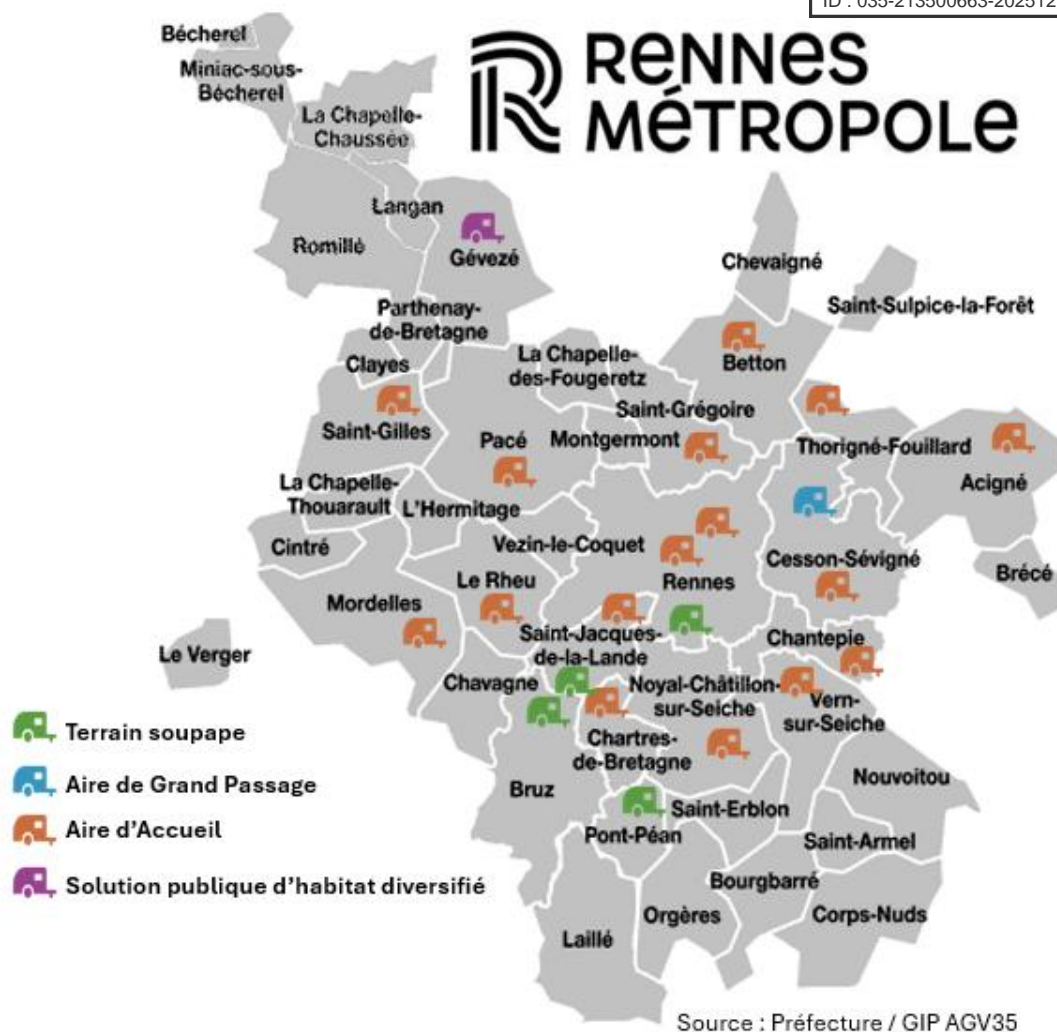 ID : 035-213500663-202512
RENNES
MÉTROPOLE
Bécherel
Miniac-sous-
Bécherel
La Chapelle-
Chaussée
Langan
Romillé
Gévezé
Chevaigné
Saint-Sulpice-la-Forêt
Parthenay-
de-Bretagne
Clayes
La Chapelle-
des-Fougeretz
Betton
Saint-Grégoire
Saint-Gilles
Pacé
Montgermont
Thorigné-Fouillard
Acigné
La Chapelle-
Thouarault
L'Hermitage
Cintré
Vezin-le-Coquet
Cesson-Sévigné
Brécé
Le Rheu
Rennes
Mordelles
Saint-Jacques-
de-la-Lande
Chantepie
Le Verger
Chavagne
Noyal-Châtillon-
sur-Seiche
Vern-
sur-Seiche
Chartres-
de-Bretagne
Nouvoitou
Bruz
Saint-Erblon
Pont-Péan
Saint-Armel
Bourgbarré
Orgères
Corps-Nuds
Laillé
Terrain soupape
Aire de Grand Passage
Aire d'Accueil
Solution publique d'habitat diversifié
Source : Préfecture / GIP AGV35